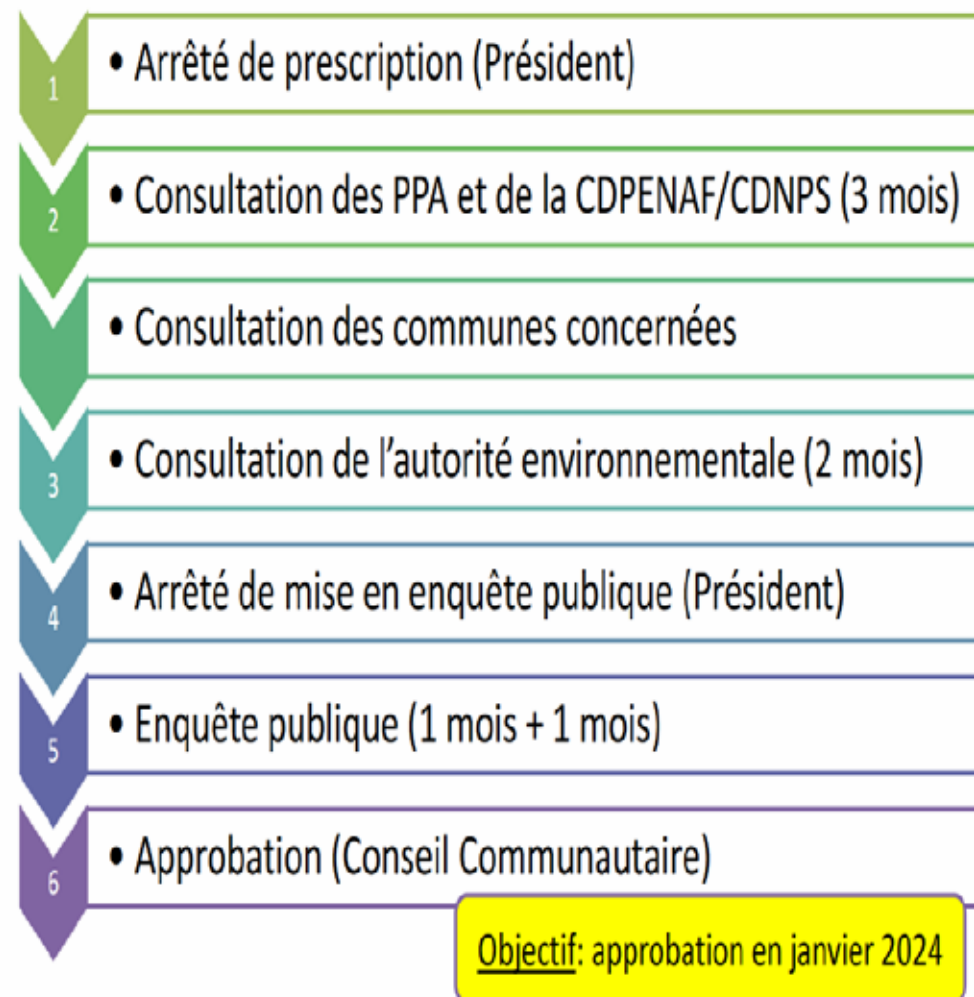 1 • Arrêté de prescription (Président)
2 • Consultation des PPA et de la CDPENAF/CDNPS (3 mois)
• Consultation des communes concernées
3 • Consultation de l'autorité environnementale (2 mois)
4 • Arrêté de mise en enquête publique (Président)
5 • Enquête publique (1 mois + 1 mois)
6 • Approbation (Conseil Communautaire)
Objectif: approbation en janvier 2024